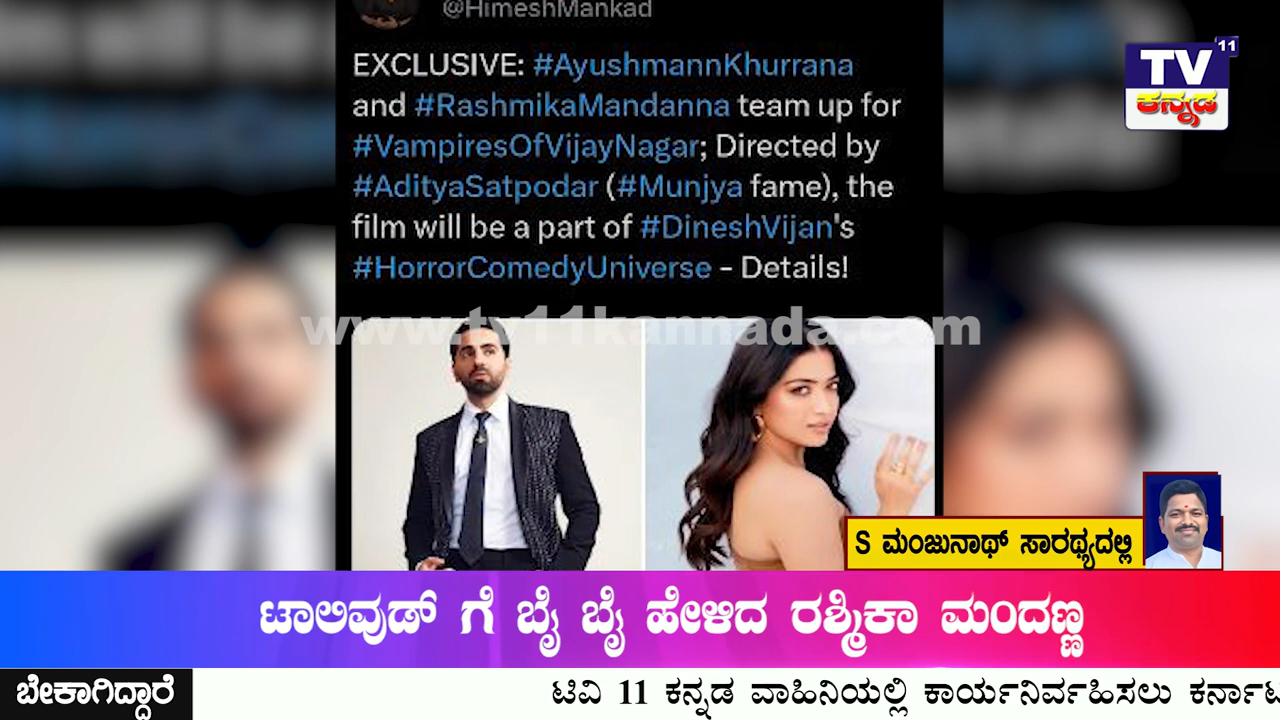 @HimeshMankad
EXCLUSIVE: #AyushmannKhurrana
and #RashmikaMandanna team up for
#VampiresOfVijayNagar; Directed by
#AdityaSatpodar (#Munjya fame), the
film will be a part of #DineshVijan's
#HorrorComedyUniverse - Details!
TV 11
ಕನ್ನಡ
www.tv11kannada.com
S ಮಂಜುನಾಥ್ ಸಾರಥ್ಯದಲ್ಲಿ
ಟಾಲಿವುಡ್ ಗೆ ಬೈ ಬೈ ಹೇಳಿದ ರಶ್ಮಿಕಾ ಮಂದಣ್ಣ
ಬೇಕಾಗಿದ್ದಾರೆ
ಟಿವಿ 11 ಕನ್ನಡ ವಾಹಿನಿಯಲ್ಲಿ ಕಾರ್ಯನಿರ್ವಹಿಸಲು ಕರ್ನಾಟ